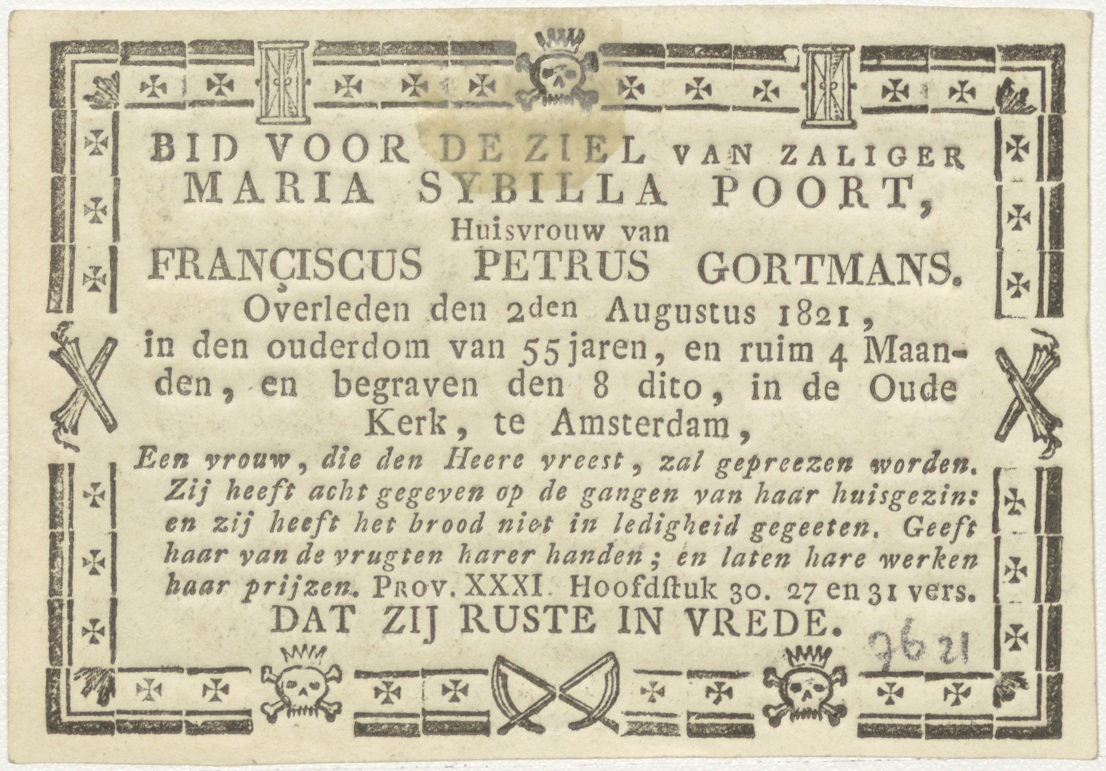 BID VOOR DE ZIEL VAN ZALIGER
MARIA SYBILLA POORT,
Huisvrouw van
FRANÇISCUS PETRUS GORTMANS.
Overleden den 2den Augustus 1821,
in den ouderdom van 55 jaren, en ruim 4 Maan-
den, en begraven den 8 dito, in de Oude
Kerk, te Amsterdam,
Een vrouw, die den Heere vreest, zal gepreezen worden.
Zij heeft acht gegeven op de gangen van haar huisgezin:
en zij heeft het brood niet in ledigheid gegeeten. Geeft
haar van de vrugten harer handen; en laten hare werken
haar prijzen. PROV. XXXI. Hoofdſtuk 30. 27 en 31 vers.
DAT ZIJ RUSTE IN VREDE.
7621